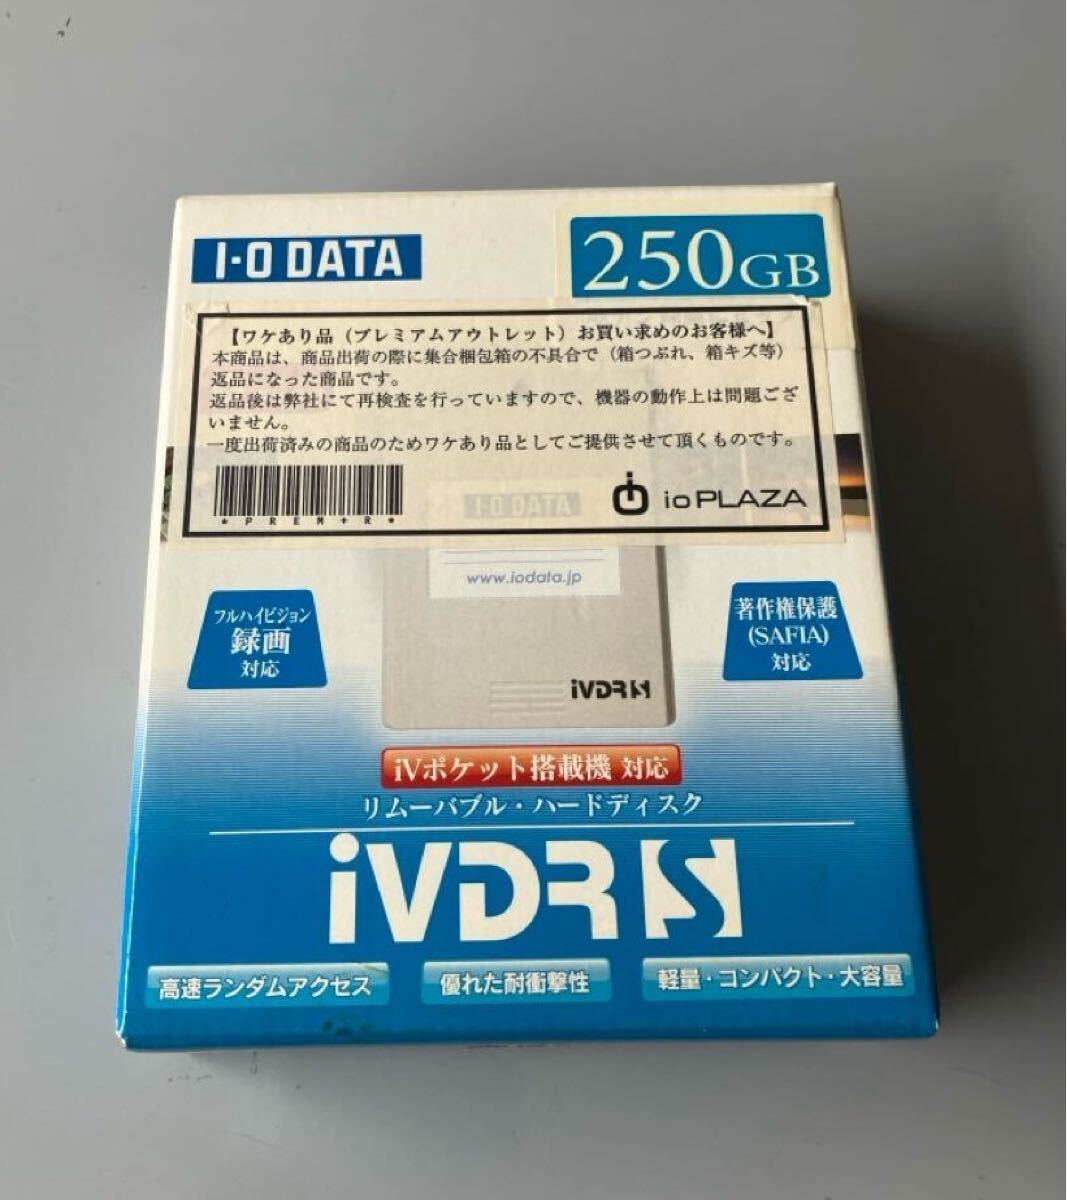 I-O DATA
250GB
【ワケあり品（プレミアムアウトレット）お買い求めのお客様へ】
本商品は、商品出荷の際に集合梱包箱の不具合で（箱つぶれ、箱キズ等）
返品になった商品です。
返品後は弊社にて再検査を行っていますので、機器の動作上は問題ござ
いません。
一度出荷済みの商品のためワケあり品としてご提供させて頂くものです。
*PREM+R*
ioPLAZA
I-O DATA
www.iodata.jp
フルハイビジョン
録画
対応
著作権保護
(SAFIA)
対応
iVDR S
iVポケット搭載機 対応
リムーバブル・ハードディスク
iVDR S
高速ランダムアクセス
優れた耐衝撃性
軽量・コンパクト・大容量